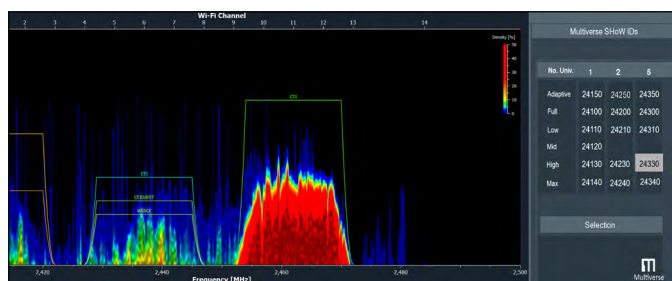 Wi-Fi Channel
2 3 4 5 6 7 8 9 10 11 12 13 14
Density [%]
50
40
30
20
10
0
CTI
CTI
CTIGUEST
2,420 2,440 2,460 2,480 2,500
Frequency [MHz]
Multiverse SHoW IDs
No. Univ. 1 2 5
Adaptive 24150 24250 24350
Full 24100 24200 24300
Low 24110 24210 24310
Mid 24120
High 24130 24230 24330
Max 24140 24240 24340
Selection
Multiverse